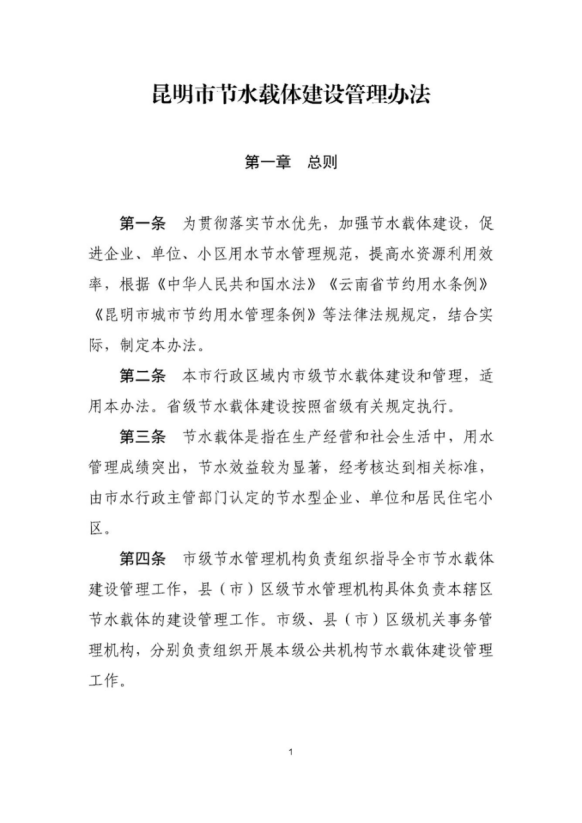 昆明市节水载体建设管理办法
第一章　总则
第一条　为贯彻落实节水优先，加强节水载体建设，促
进企业、单位、小区用水节水管理规范，提高水资源利用效
率，根据《中华人民共和国水法》《云南省节约用水条例》
《昆明市城市节约用水管理条例》等法律法规规定，结合实
际，制定本办法。
第二条　本市行政区域内市级节水载体建设和管理，适
用本办法。省级节水载体建设按照省级有关规定执行。
第三条　节水载体是指在生产经营和社会生活中，用水
管理成绩突出，节水效益较为显著，经考核达到相关标准，
由市水行政主管部门认定的节水型企业、单位和居民住宅小
区。
第四条　市级节水管理机构负责组织指导全市节水载体
建设管理工作，县（市）区级节水管理机构具体负责本辖区
节水载体的建设管理工作。市级、县（市）区级机关事务管
理机构，分别负责组织开展本级公共机构节水载体建设管理
工作。
1